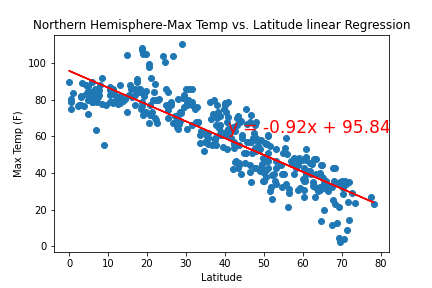 Northern Hemisphere-Max Temp vs. Latitude linear Regression
Max Temp (F)
100
80
60
40
20
0
y = -0.92x + 95.84
0 10 20 30 40 50 60 70 80
Latitude